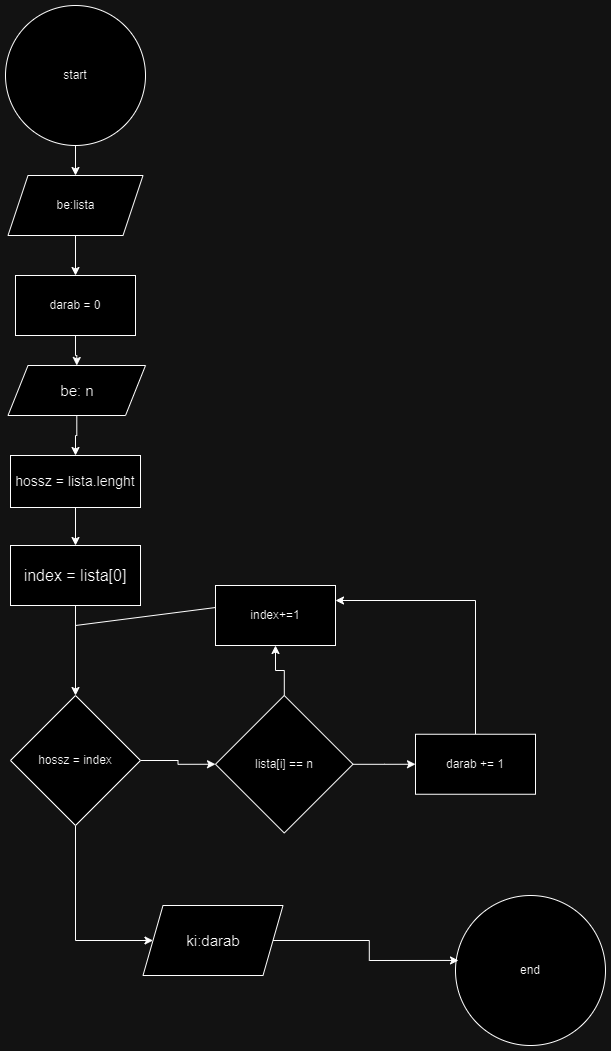 start
be:lista
darab = 0
be: n
hossz = lista.lenght
index = lista[0]
index+=1
hossz = index
lista[i] == n
darab += 1
ki:darab
end